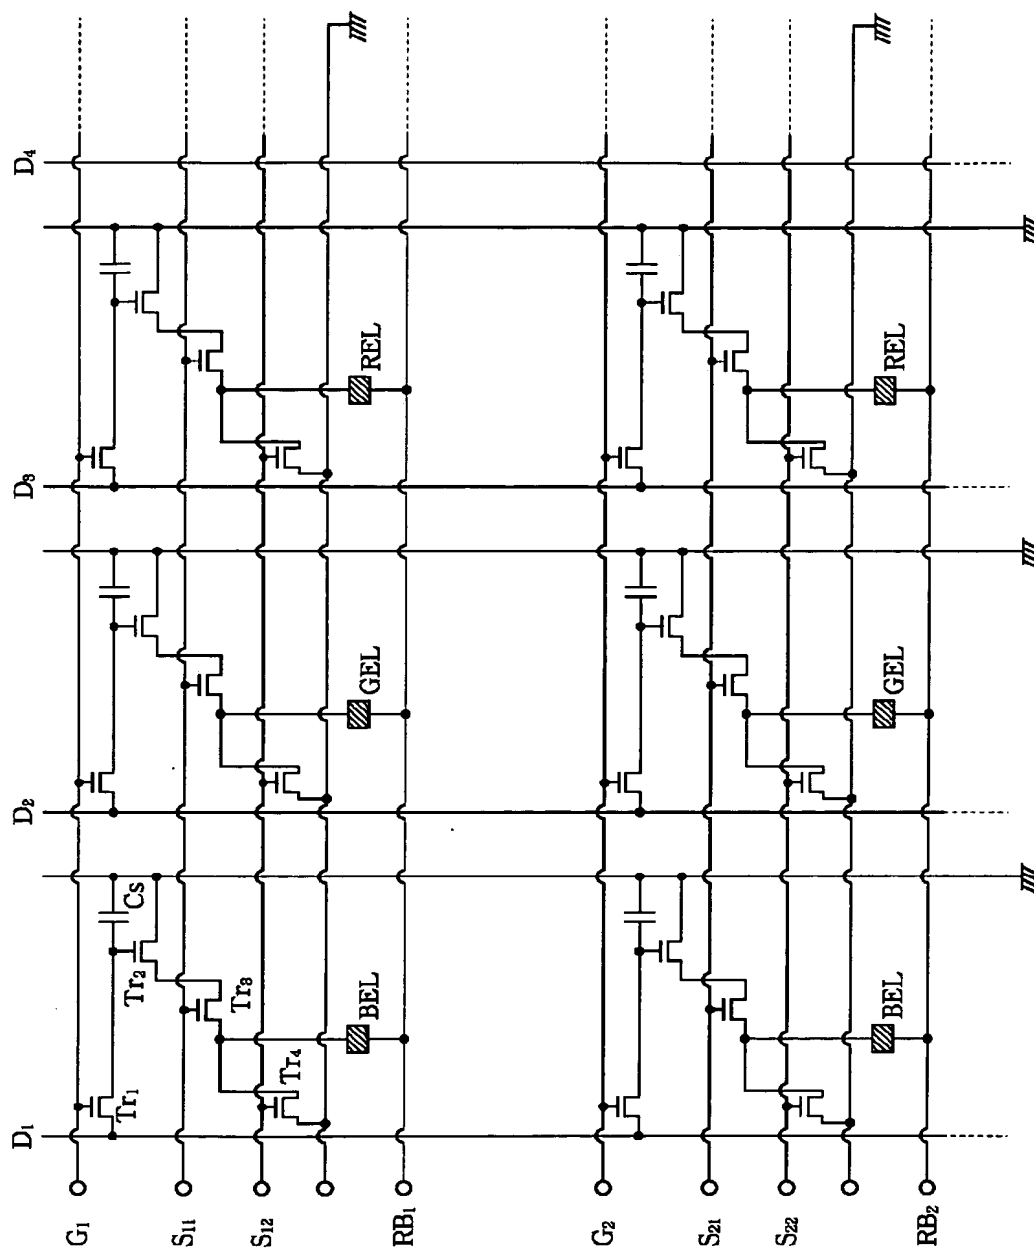 D₁ D₂ D₃ D₄
G₁
Tr₁ Tr₂ Cs
S₁₁
Tr₃
S₁₂
Tr₄
BEL GEL REL
RB₁
G₂
S₂₁
S₂₂
BEL GEL REL
RB₂